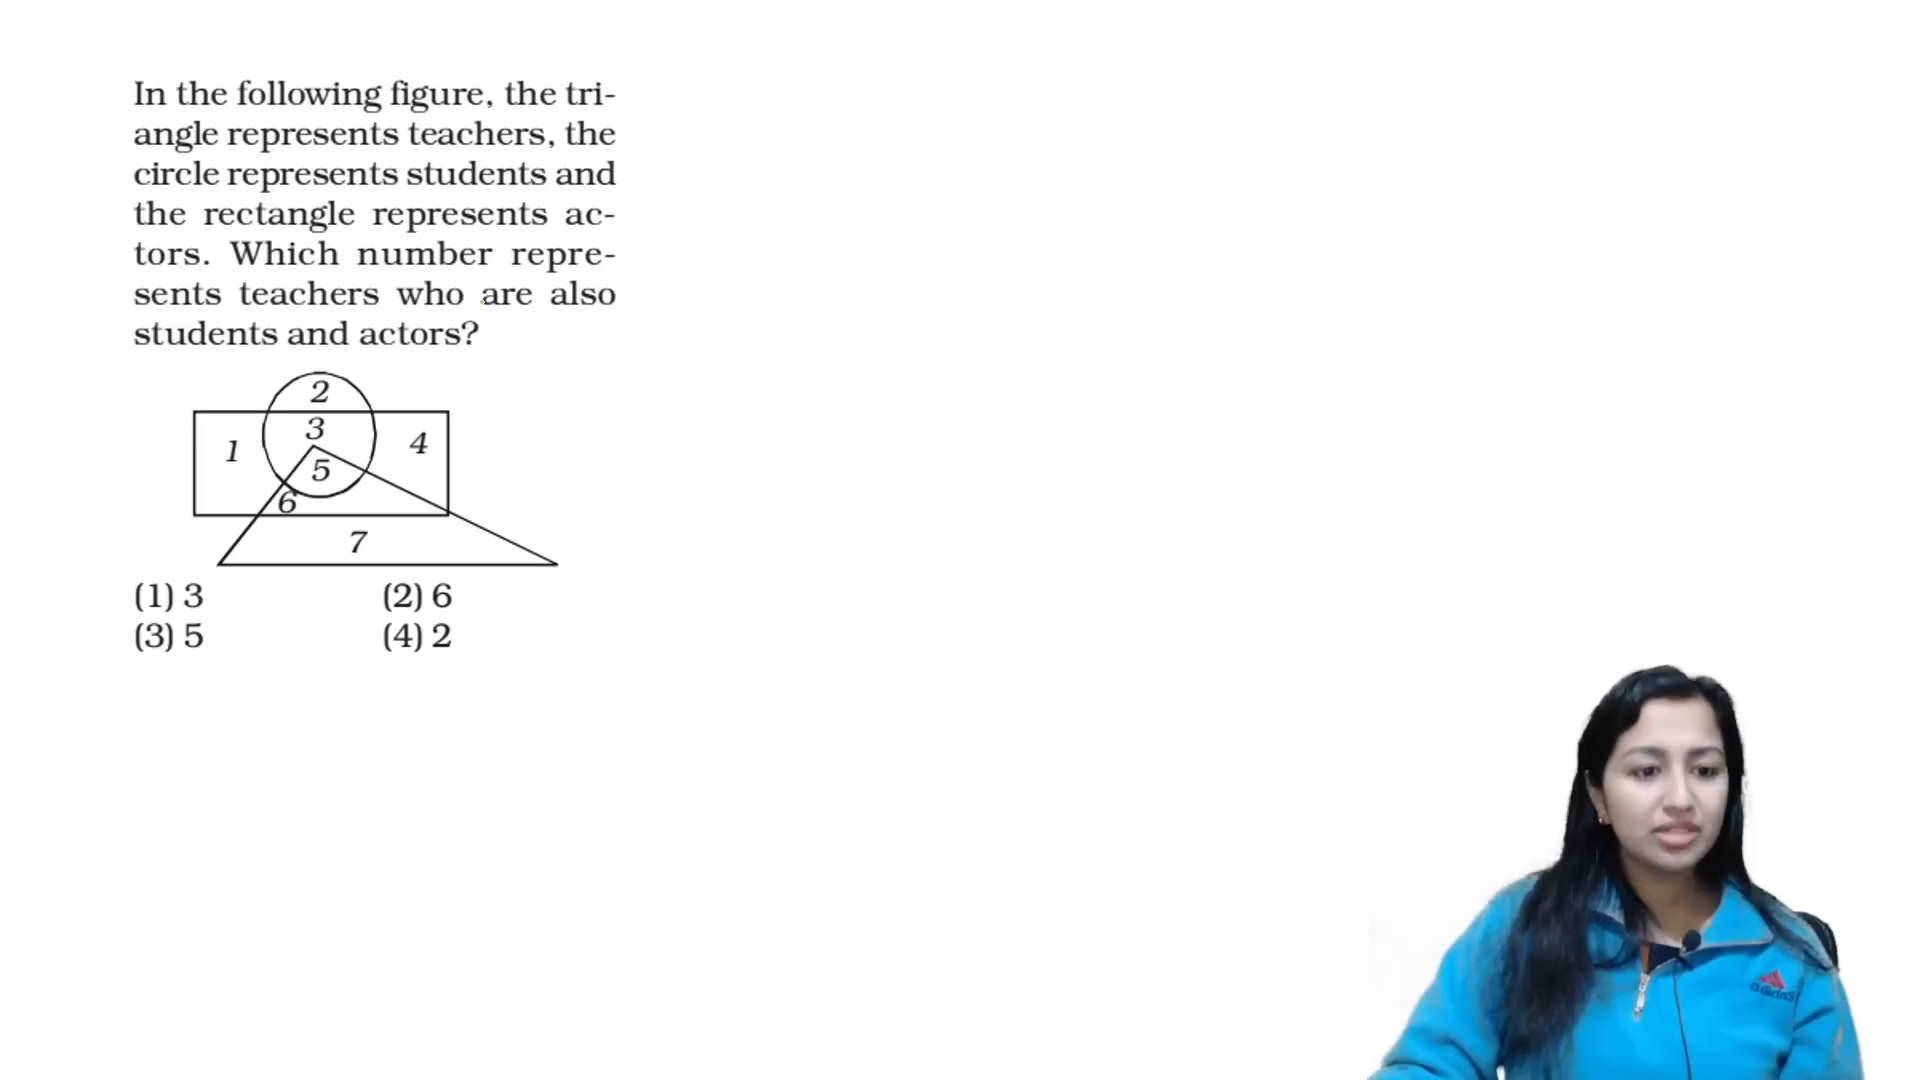 In the following figure, the tri-
angle represents teachers, the
circle represents students and
the rectangle represents ac-
tors. Which number repre-
sents teachers who are also
students and actors?
2
3
1
4
5
6
7
(1) 3 (2) 6
(3) 5 (4) 2
adidas